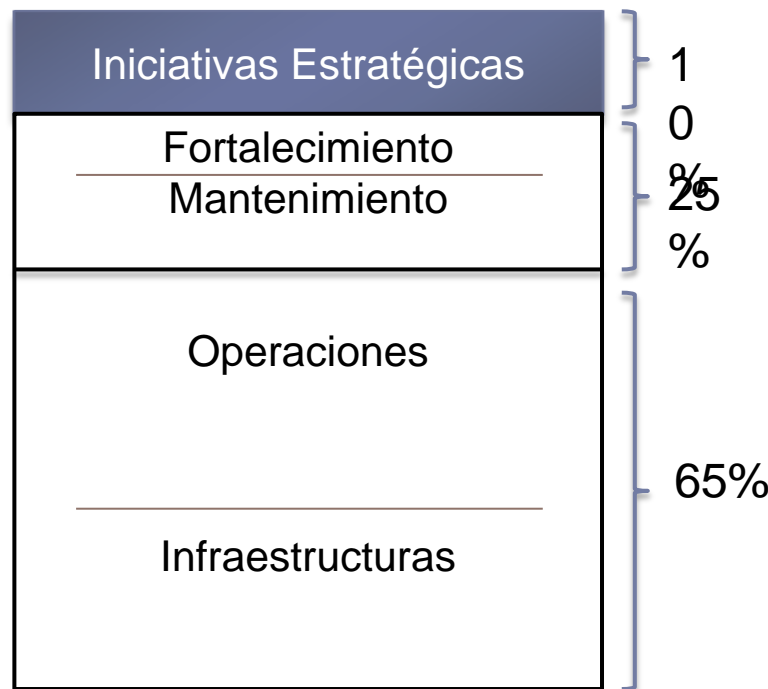 Iniciativas Estratégicas
1
0
%
Fortalecimiento
Mantenimiento
25
%
Operaciones
65%
Infraestructuras